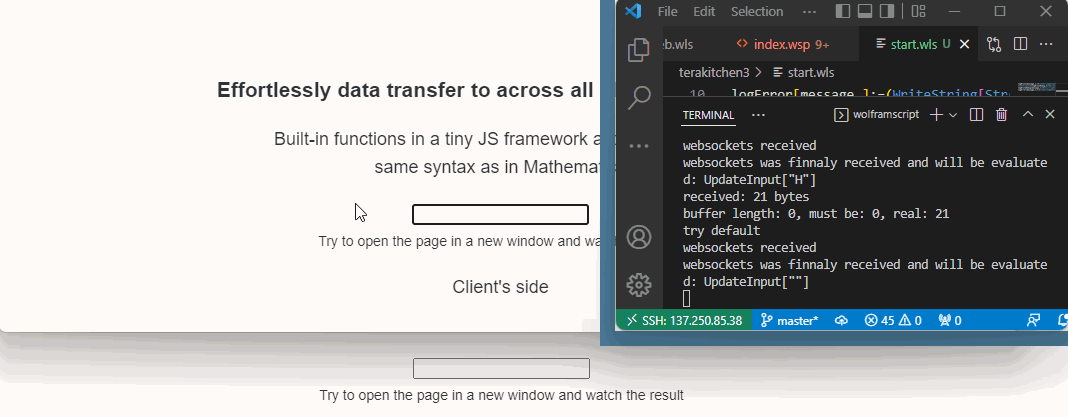 Effortlessly data transfer to across all
Built-in functions in a tiny JS framework a
same syntax as in Mathemat
Try to open the page in a new window and wa
Client's side
Try to open the page in a new window and watch the result
File Edit Selection ···
eb.wls index.wsp 9+ start.wls U
terakitchen3 > start.wls
10 logError[message_]:=(WriteString[Str
TERMINAL ··· wolframscript
websockets received
websockets was finnaly received and will be evaluate
d: UpdateInput["H"]
received: 21 bytes
buffer length: 0, must be: 0, real: 21
try default
websockets received
websockets was finnaly received and will be evaluate
d: UpdateInput[""]
SSH: 137.250.85.38 master* 45 0 0